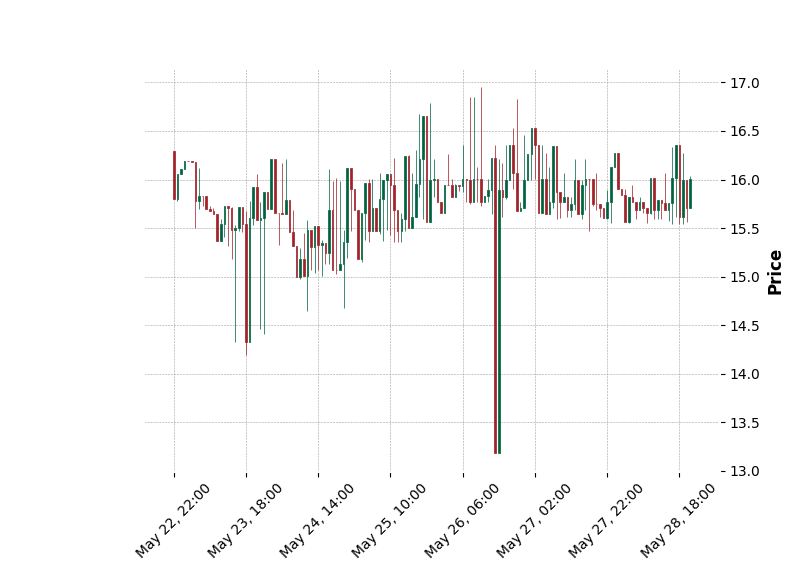 17.0
16.5
16.0
15.5
15.0
14.5
14.0
13.5
13.0
Price
May 22, 22:00
May 23, 18:00
May 24, 14:00
May 25, 10:00
May 26, 06:00
May 27, 02:00
May 27, 22:00
May 28, 18:00